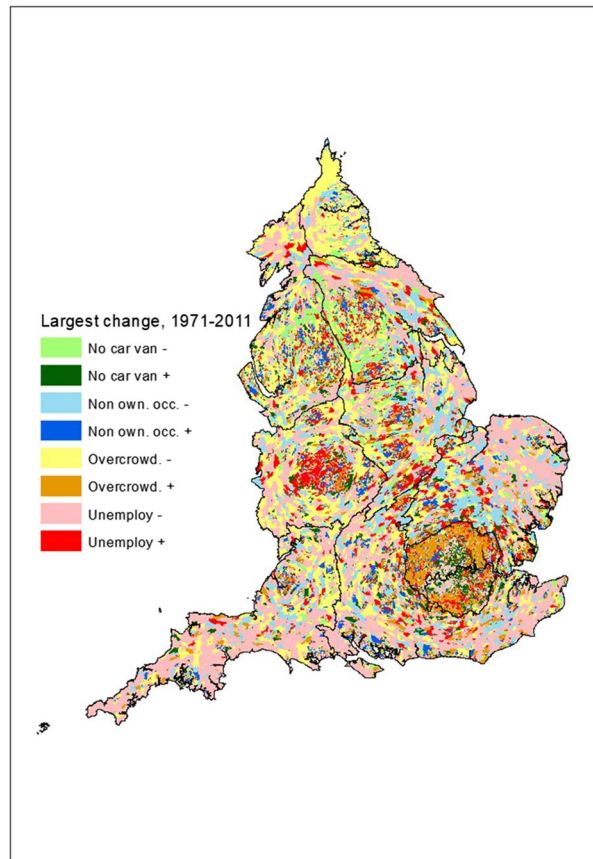 Largest change, 1971-2011
No car van -
No car van +
Non own. occ. -
Non own. occ. +
Overcrowd. -
Overcrowd. +
Unemploy -
Unemploy +